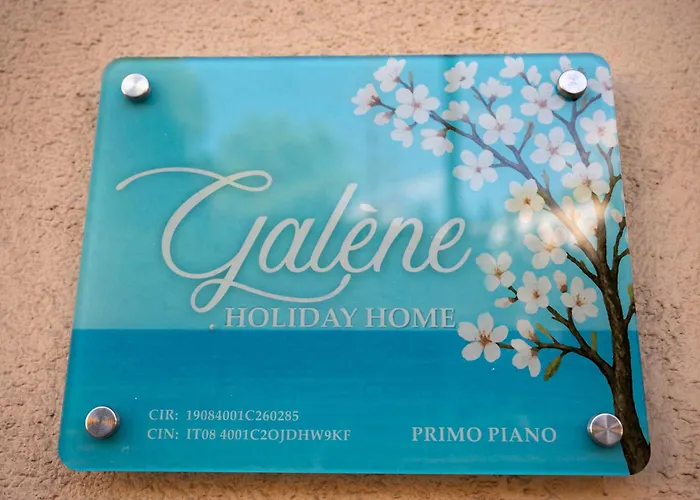 Galène
HOLIDAY HOME
CIR: 19084001C260285
CIN: IT08 4001C2OJDHW9KF
PRIMO PIANO